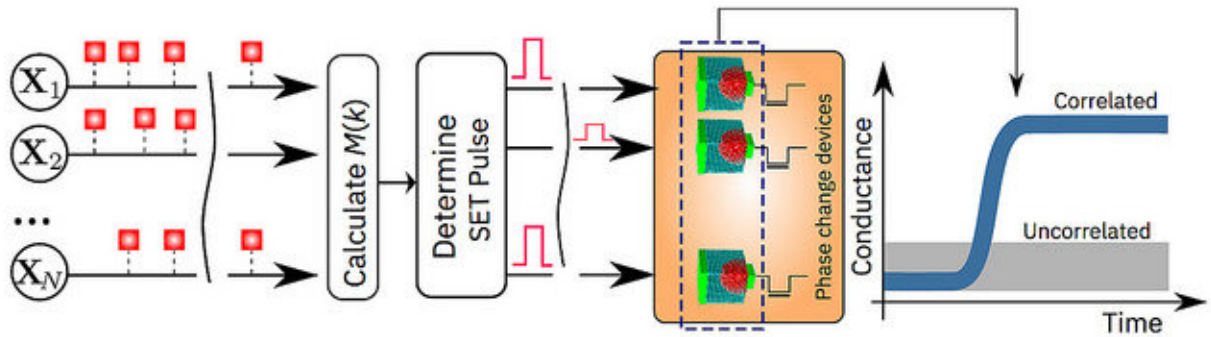 X1
X2
...
XN
Calculate M(k)
Determine
SET Pulse
Phase change devices
Conductance
Correlated
Uncorrelated
Time